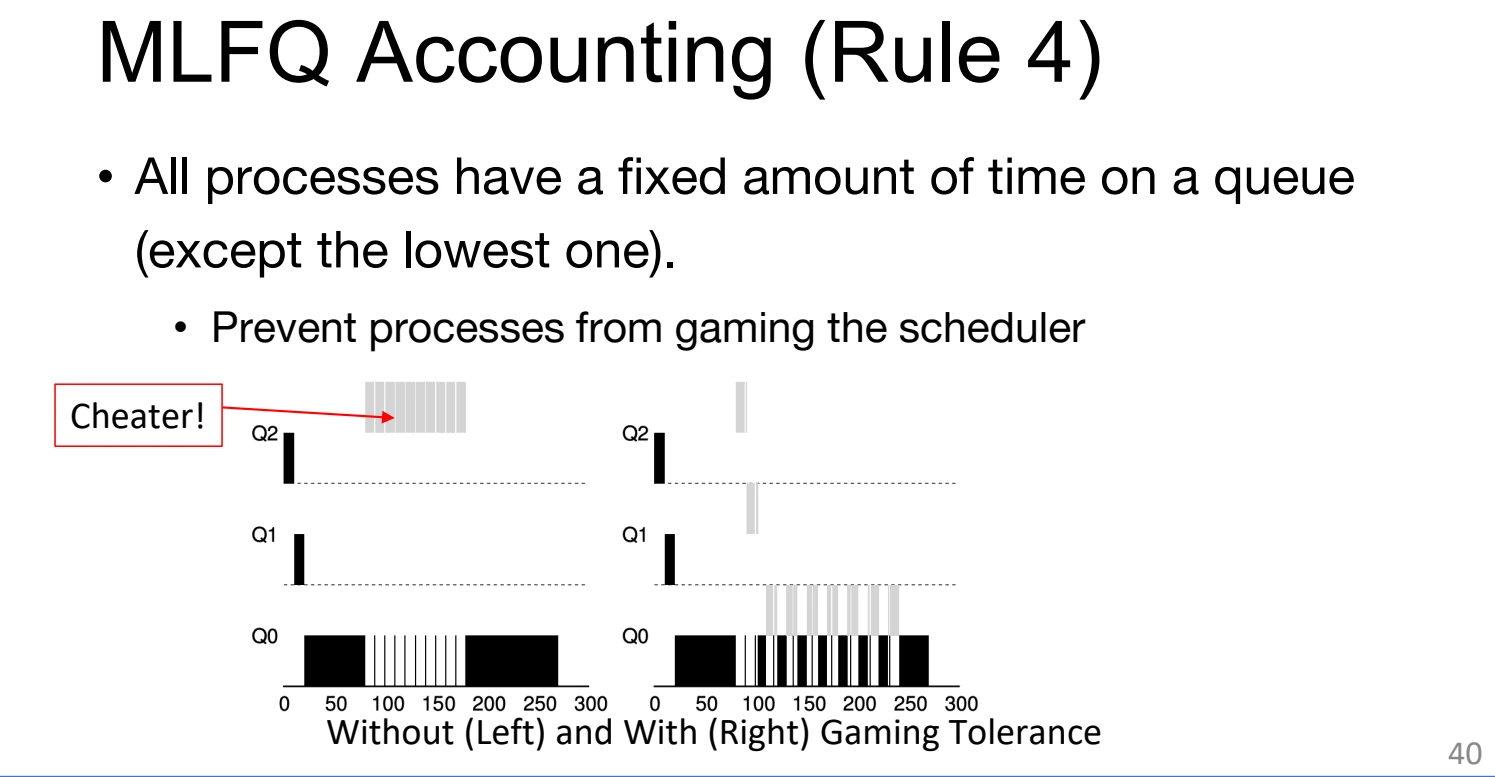 MLFQ Accounting (Rule 4)
• All processes have a fixed amount of time on a queue
(except the lowest one).
• Prevent processes from gaming the scheduler
Cheater!
Q2
Q1
Q0
0 50 100 150 200 250 300
Q2
Q1
Q0
0 50 100 150 200 250 300
Without (Left) and With (Right) Gaming Tolerance
40